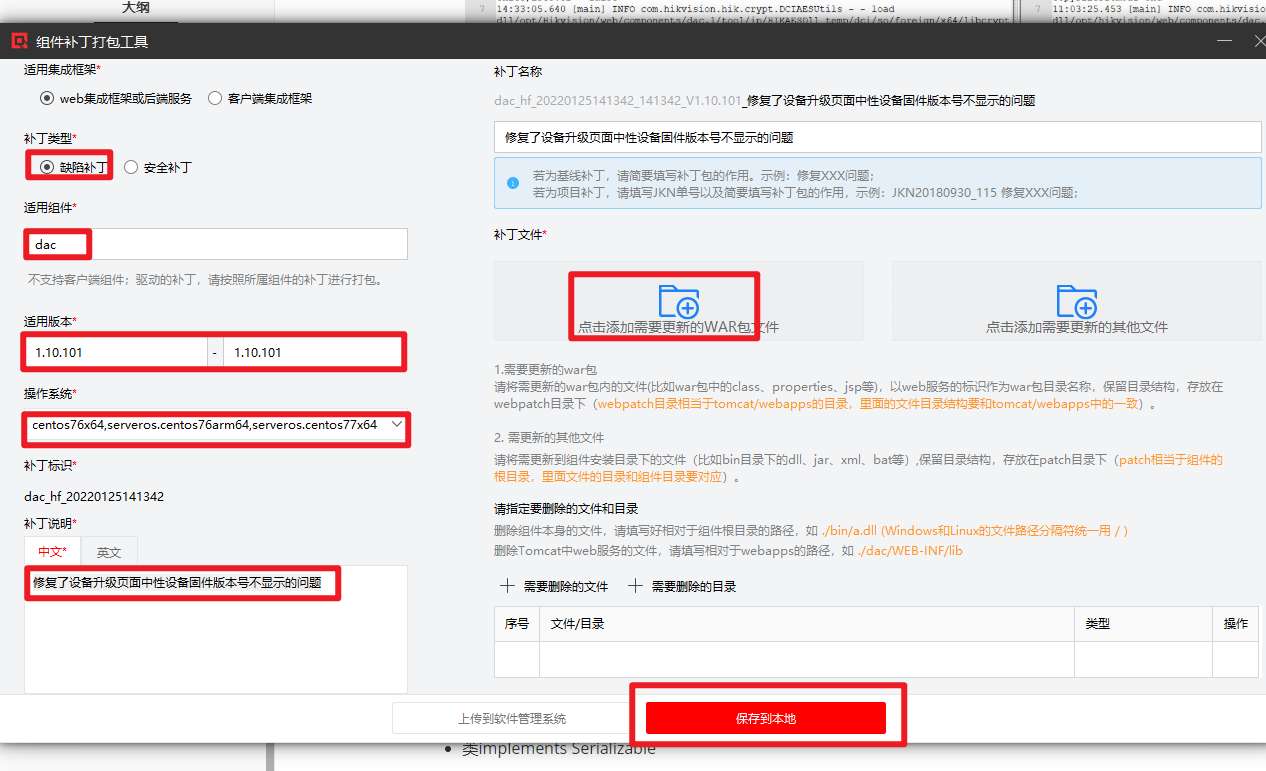 大纲
7
14:33:05.640 [main] INFO com.hikvision.hik.crypt.DCIAESUtils - - load
7
11:03:25.453 [main] INFO com.hikvisio
组件补丁打包工具
适用集成框架*
web集成框架或后端服务
客户端集成框架
补丁类型*
缺陷补丁
安全补丁
适用组件*
dac
不支持客户端组件；驱动的补丁，请按照所属组件的补丁进行打包。
适用版本*
1.10.101
-
1.10.101
操作系统*
centos76x64,serveros.centos76arm64,serveros.centos77x64
补丁标识*
dac_hf_20220125141342
补丁说明*
中文*
英文
修复了设备升级页面中性设备固件版本号不显示的问题
补丁名称
dac_hf_20220125141342_141342_V1.10.101_修复了设备升级页面中性设备固件版本号不显示的问题
修复了设备升级页面中性设备固件版本号不显示的问题
若为基线补丁，请简要填写补丁包的作用。示例：修复XXX问题；
若为项目补丁，请填写JKN单号以及简要填写补丁包的作用，示例：JKN20180930_115 修复XXX问题；
补丁文件*
点击添加需要更新的WAR包文件
点击添加需要更新的其他文件
1.需要更新的war包
请将需更新的war包内的文件(比如war包中的class、properties、jsp等)，以web服务的标识作为war包目录名称，保留目录结构，存放在
webpatch目录下（webpatch目录相当于tomcat/webapps的目录，里面的文件目录结构要和tomcat/webapps中的一致）。
2. 需更新的其他文件
请将需更新到组件安装目录下的文件（比如bin目录下的dll、jar、xml、bat等）,保留目录结构，存放在patch目录下（patch相当于组件的
根目录，里面文件的目录和组件目录要对应）。
请指定要删除的文件和目录
删除组件本身的文件，请填写好相对于组件根目录的路径，如 ./bin/a.dll (Windows和Linux的文件路径分隔符统一用 / )
删除Tomcat中web服务的文件，请填写相对于webapps的路径，如 ./dac/WEB-INF/lib
需要删除的文件
需要删除的目录
序号
文件/目录
类型
操作
上传到软件管理系统
保存到本地
类implements Serializable